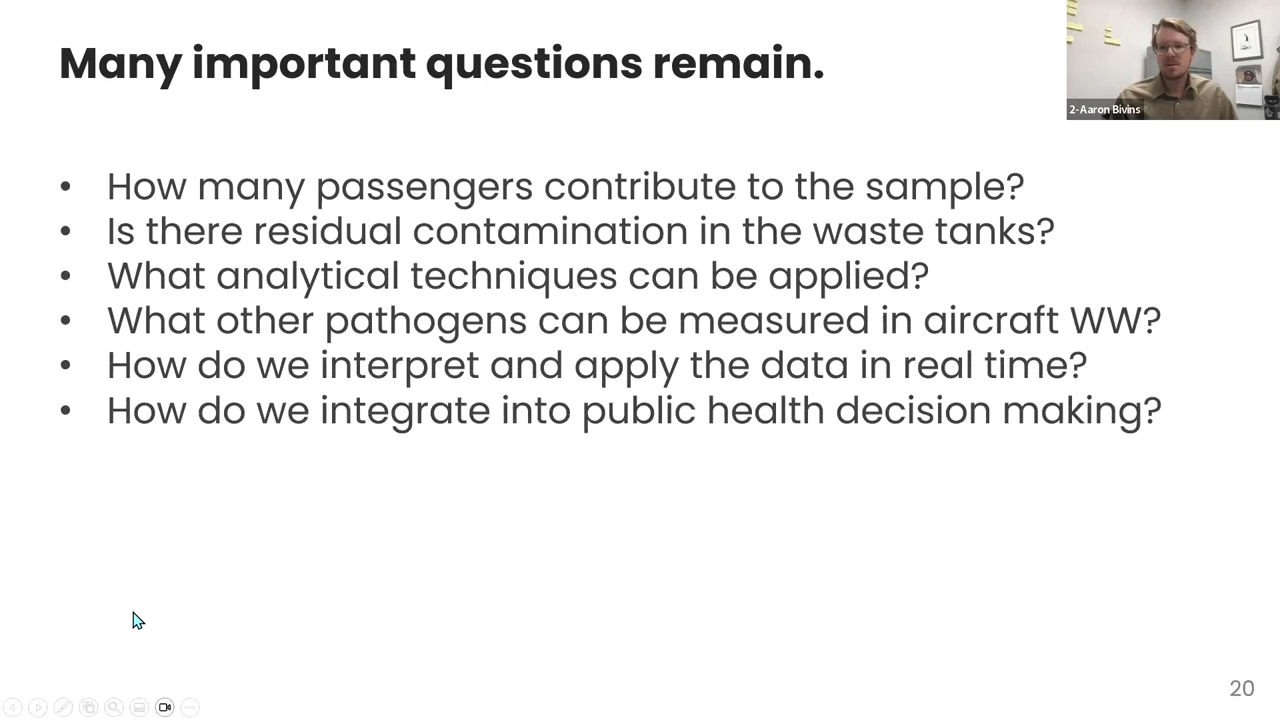 Many important questions remain.
2-Aaron Bivins
• How many passengers contribute to the sample?
• Is there residual contamination in the waste tanks?
• What analytical techniques can be applied?
• What other pathogens can be measured in aircraft WW?
• How do we interpret and apply the data in real time?
• How do we integrate into public health decision making?
20